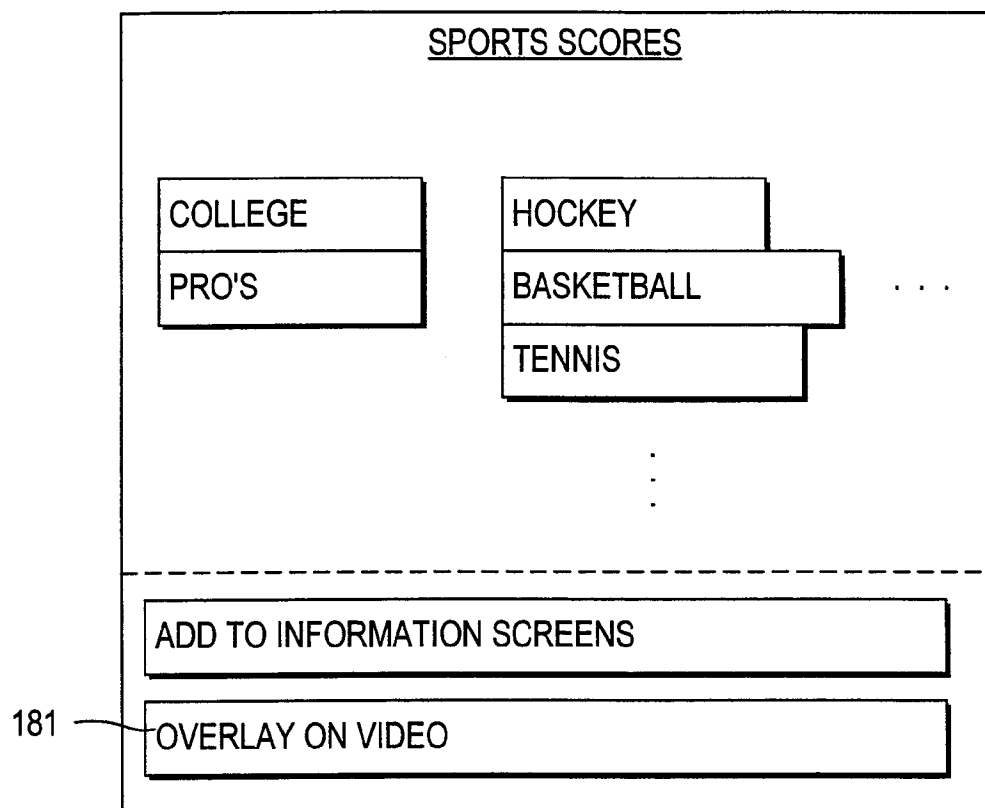 SPORTS SCORES
COLLEGE
PRO'S
HOCKEY
BASKETBALL
. . .
TENNIS
ADD TO INFORMATION SCREENS
181
OVERLAY ON VIDEO